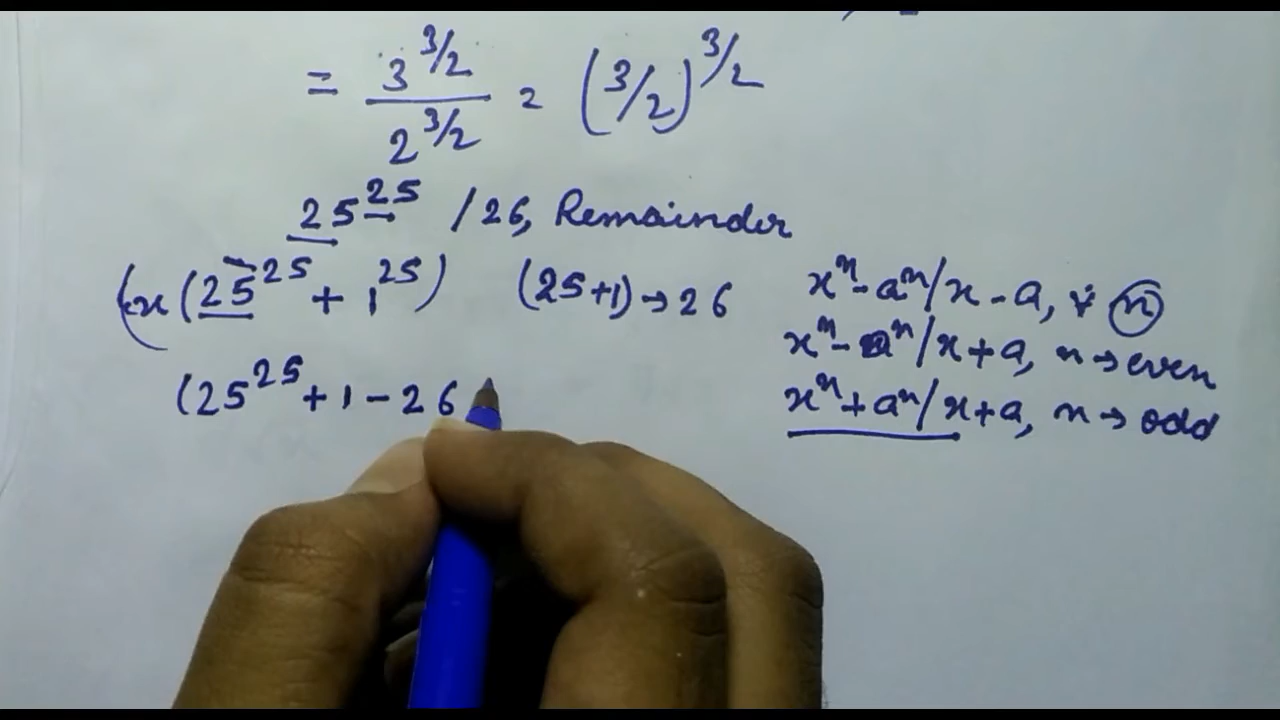 = 3^3/2 / 2^3/2 = (3/2)^3/2
25^25 /26, Remainder
(25^25 + 1^25) (25+1) → 26
x^n - a^n / x - a, ∀ n
x^n - a^n / x + a, n → even
(25^25 + 1 - 26
x^n + a^n / x + a, n → odd